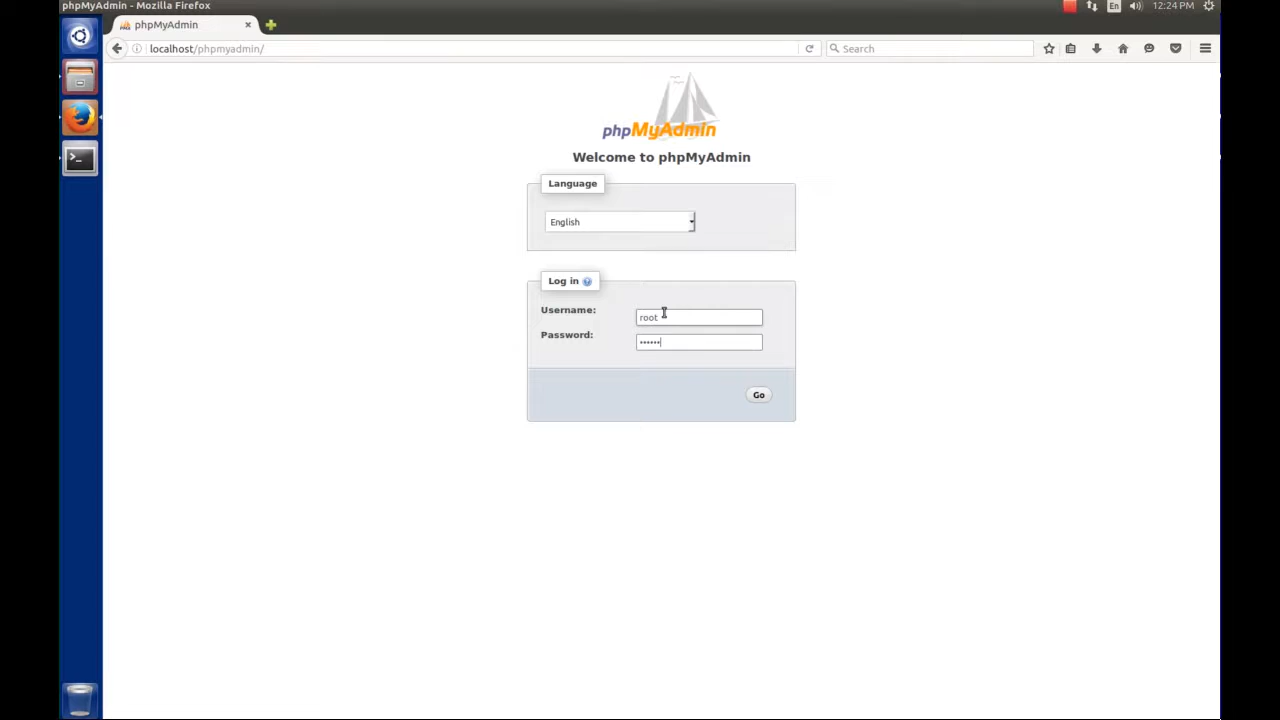 phpMyAdmin - Mozilla Firefox
En
12:24 PM
phpMyAdmin
localhost/phpmyadmin/
Search
phpMyAdmin
Welcome to phpMyAdmin
Language
English
Log in
Username:
root
Password:
••••••
Go